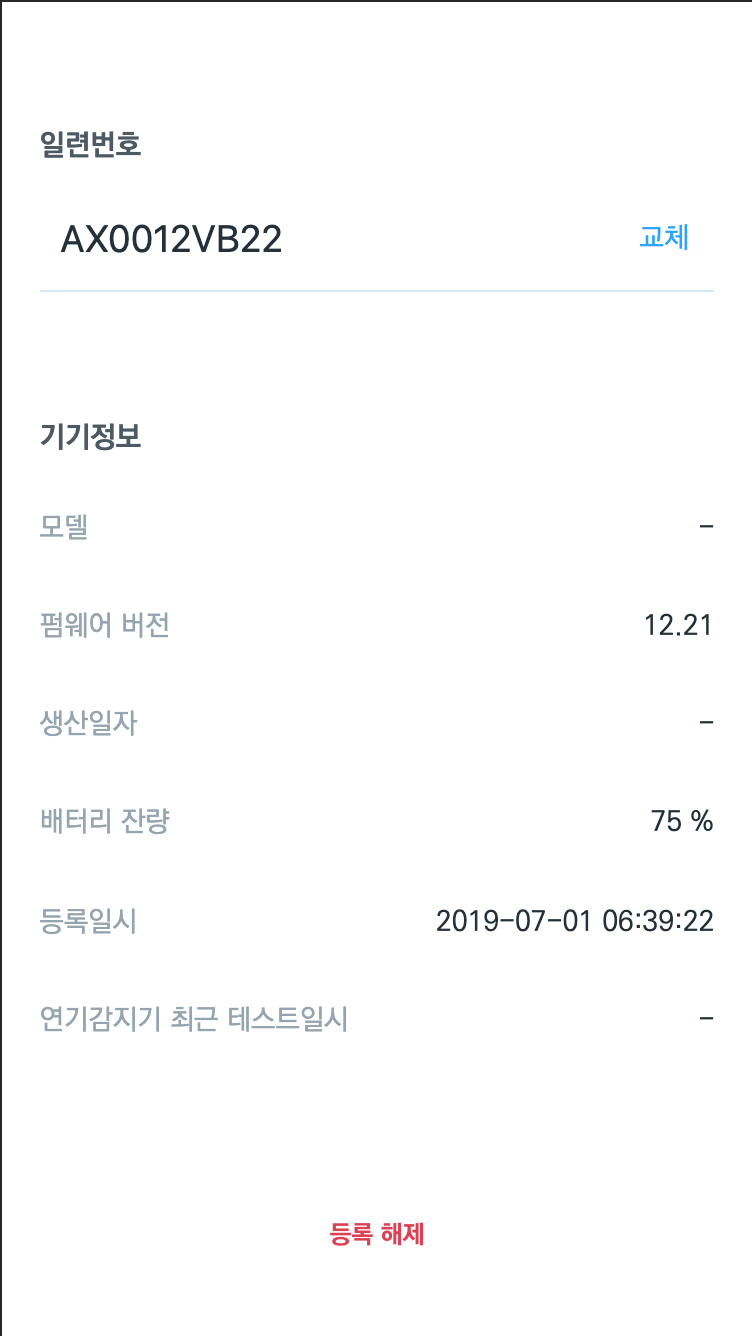 일련번호
AX0012VB22 교체
기기정보
모델 -
펌웨어 버전 12.21
생산일자 -
배터리 잔량 75 %
등록일시 2019-07-01 06:39:22
연기감지기 최근 테스트일시 -
등록 해제